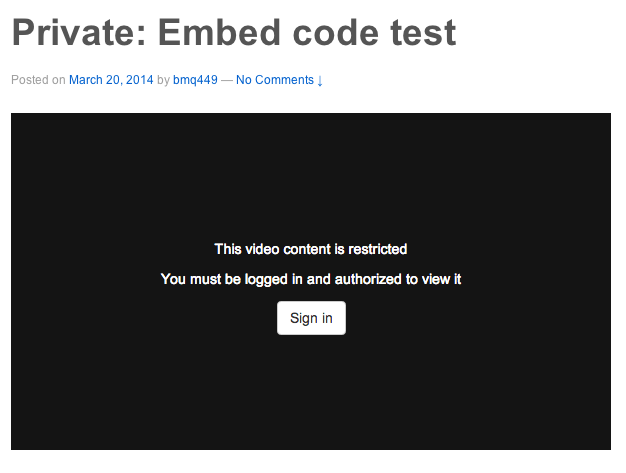 Private: Embed code test
Posted on March 20, 2014 by bmq449 — No Comments ↓
This video content is restricted
You must be logged in and authorized to view it
Sign in